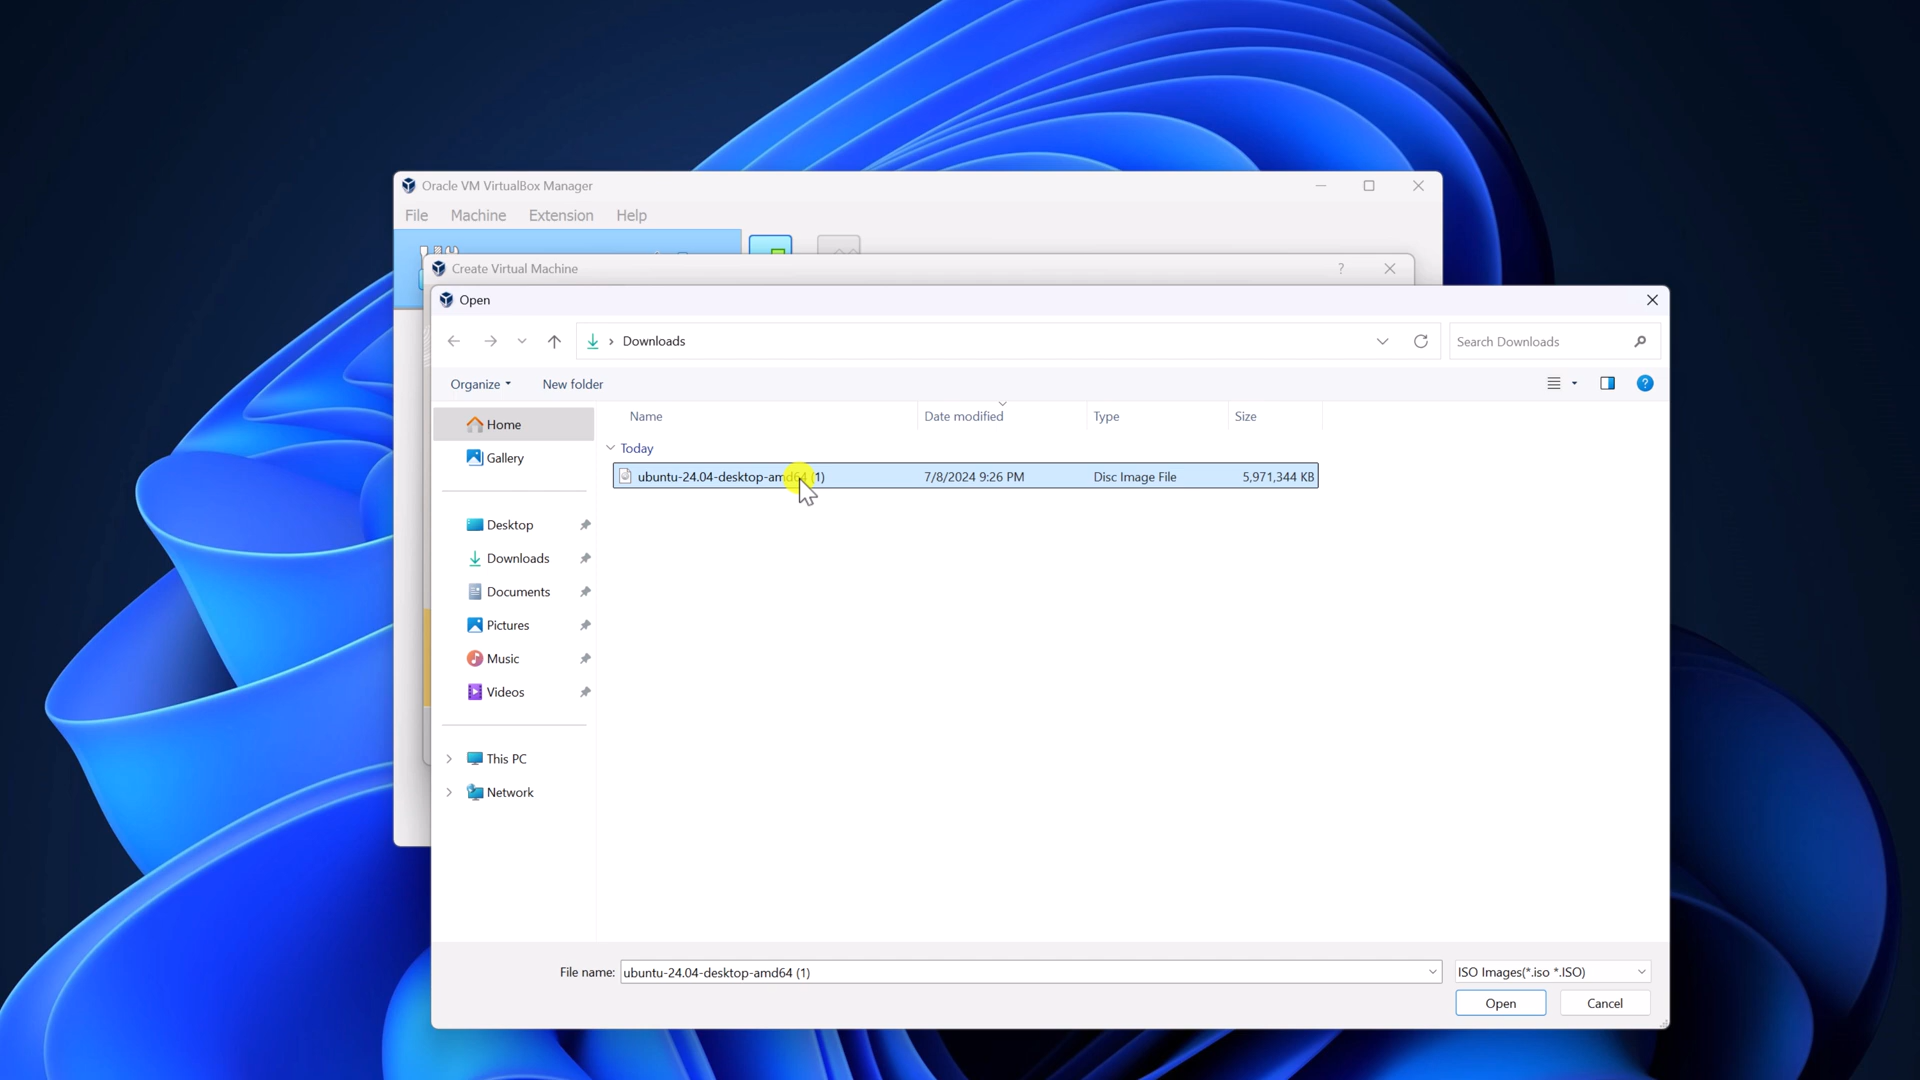 Oracle VM VirtualBox Manager
File Machine Extension Help
Create Virtual Machine ?
Open
Downloads
Search Downloads
Organize New folder
?
Name Date modified Type Size
Today
ubuntu-24.04-desktop-amd64 (1) 7/8/2024 9:26 PM Disc Image File 5,971,344 KB
Home
Gallery
Desktop
Downloads
Documents
Pictures
Music
Videos
This PC
Network
File name: ubuntu-24.04-desktop-amd64 (1) ISO Images(*.iso *.ISO)
Open Cancel